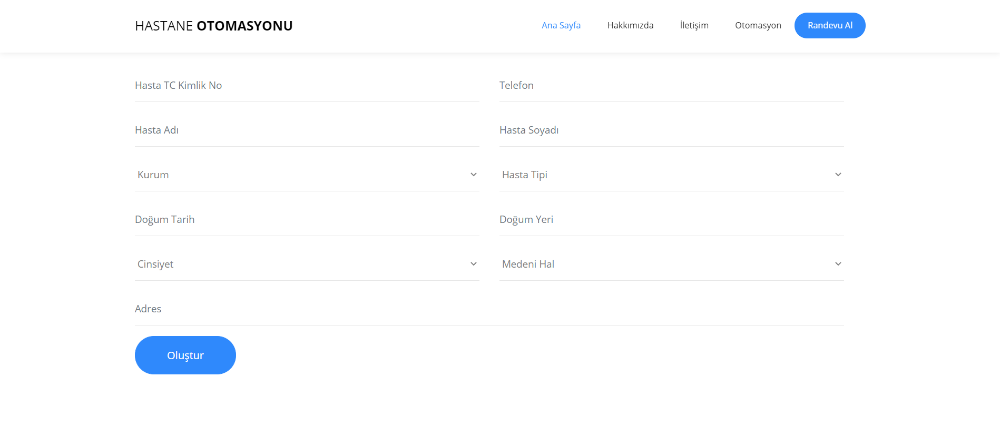 HASTANE OTOMASYONU
Ana Sayfa Hakkımızda İletişim Otomasyon Randevu Al
Hasta TC Kimlik No Telefon
Hasta Adı Hasta Soyadı
Kurum Hasta Tipi
Doğum Tarih Doğum Yeri
Cinsiyet Medeni Hal
Adres
Oluştur